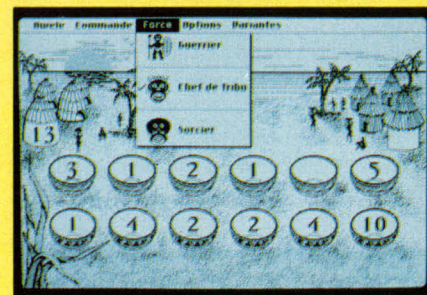 Awele Commande Force Options Variantes
Guerrier
Chef de Tribu
Sorcier
13
3 1 2 1 5
1 4 2 2 4 10